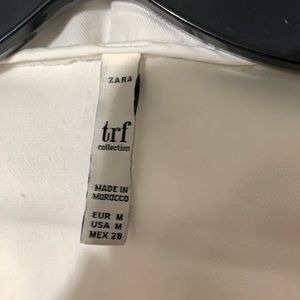 ZARA
trf
collection
MADE IN
MOROCCO
EUR M
USA M
MEX 28